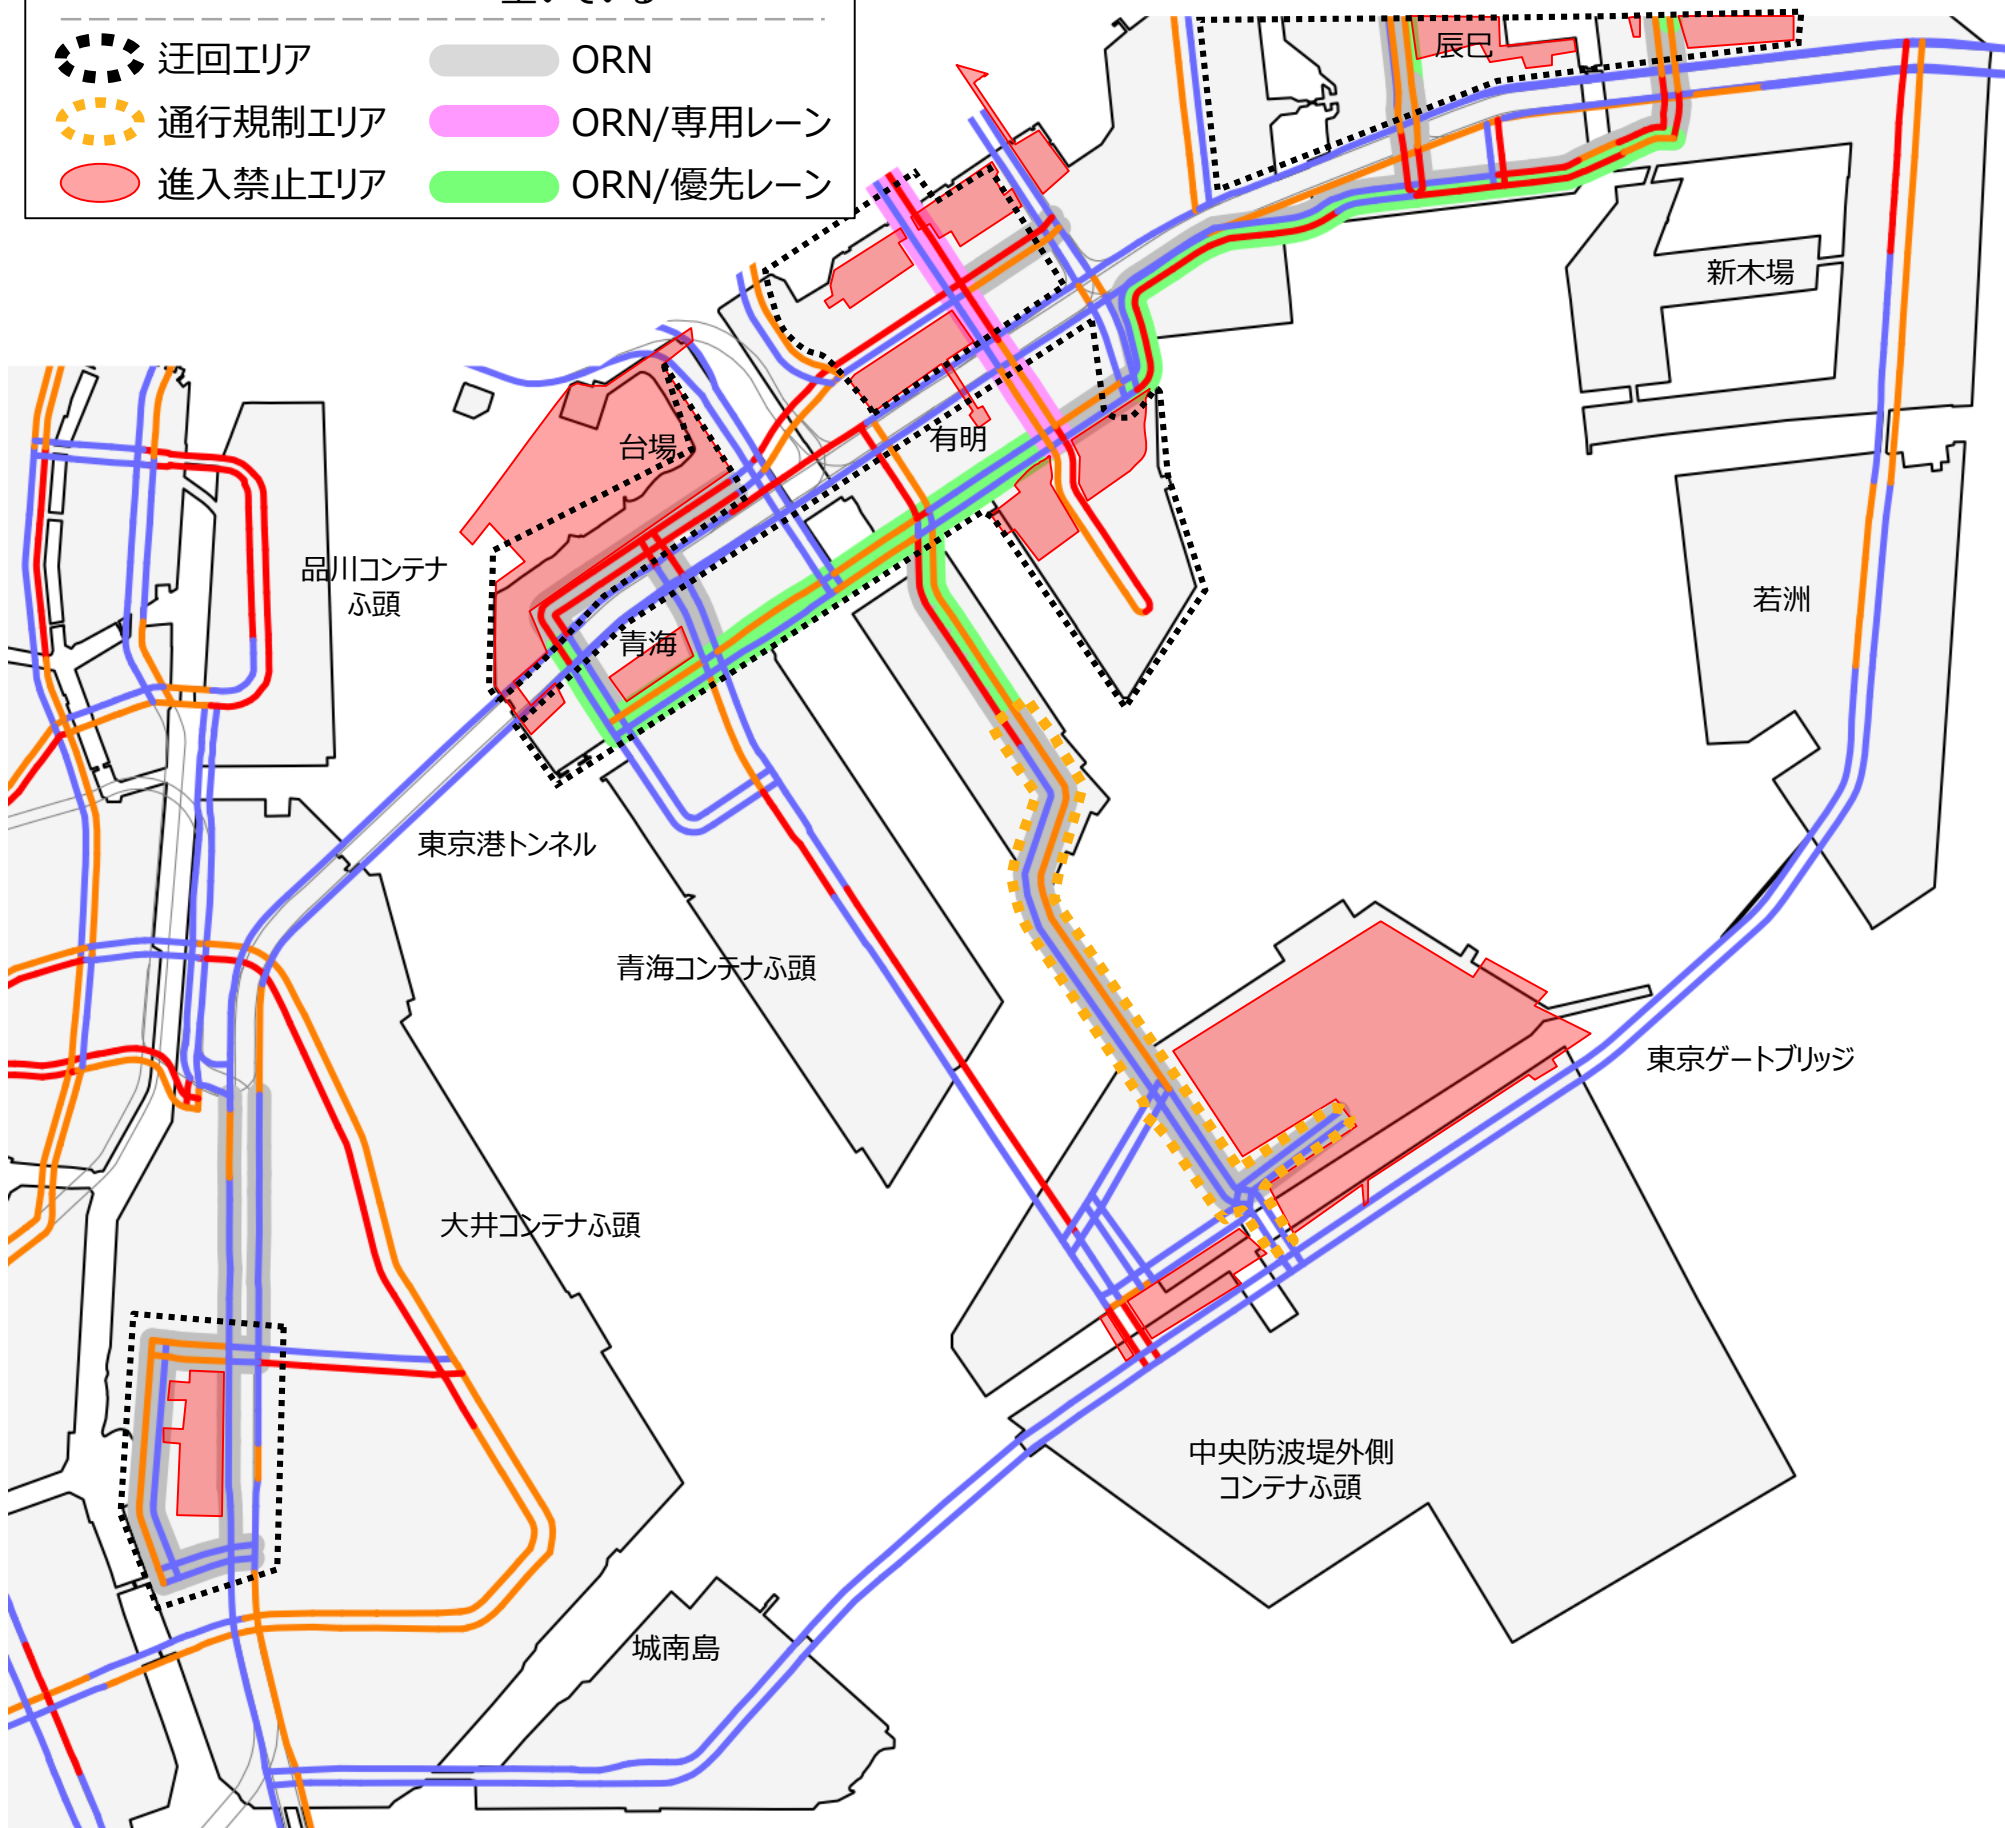 空いている
迂回エリア
ORN
通行規制エリア
ORN/専用レーン
進入禁止エリア
ORN/優先レーン
辰巳
新木場
台場
有明
品川コンテナ
ふ頭
若洲
青海
東京港トンネル
青海コンテナふ頭
東京ゲートブリッジ
大井コンテナふ頭
中央防波堤外側
コンテナふ頭
城南島